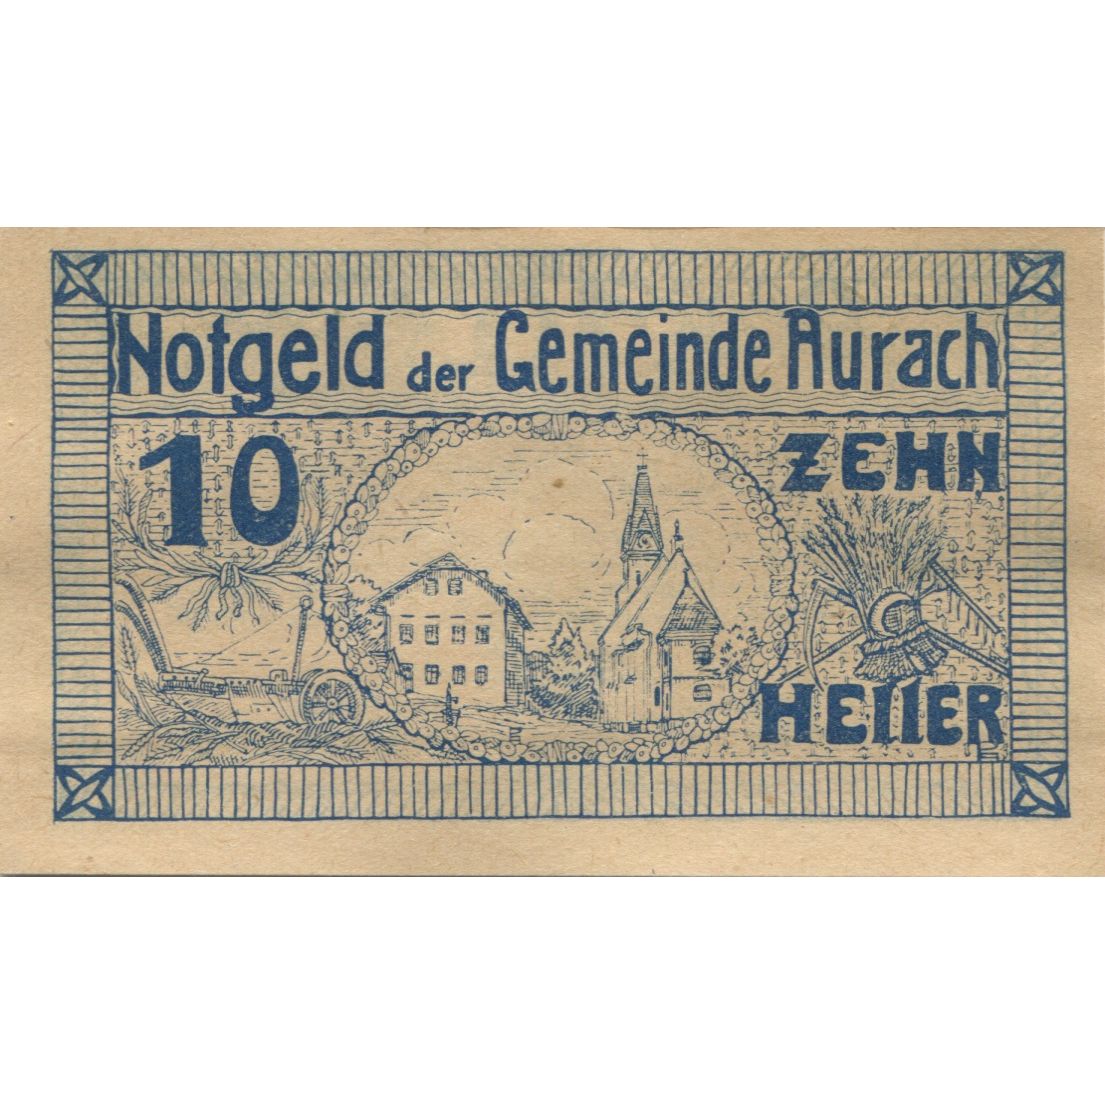 Notgeld der Gemeinde Aurach
10
ZEHN
HELLER